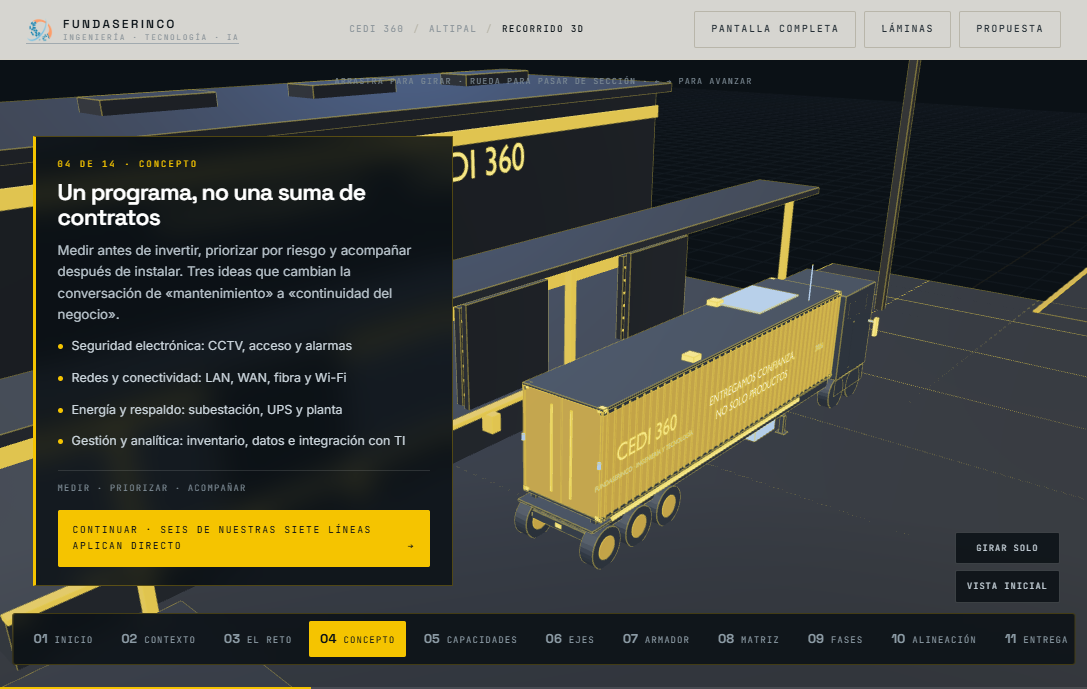 FUNDASERINCO
INGENIERÍA · TECNOLOGÍA · IA
CEDI 360 / ALTIPAL / RECORRIDO 3D
PANTALLA COMPLETA
LÁMINAS
PROPUESTA
ARRASTRA PARA GIRAR · RUEDA PARA PASAR DE SECCIÓN · ← → PARA AVANZAR
DI 360
04 DE 14 · CONCEPTO
Un programa, no una suma de
contratos
Medir antes de invertir, priorizar por riesgo y acompañar
después de instalar. Tres ideas que cambian la
conversación de «mantenimiento» a «continuidad del
negocio».
• Seguridad electrónica: CCTV, acceso y alarmas
• Redes y conectividad: LAN, WAN, fibra y Wi-Fi
• Energía y respaldo: subestación, UPS y planta
• Gestión y analítica: inventario, datos e integración con TI
MEDIR · PRIORIZAR · ACOMPAÑAR
CONTINUAR · SEIS DE NUESTRAS SIETE LÍNEAS
APLICAN DIRECTO →
ENTREGAMOS CONFIANZA,
NO SOLO PRODUCTOS
CEDI 360
GIRAR SOLO
VISTA INICIAL
01 INICIO
02 CONTEXTO
03 EL RETO
04 CONCEPTO
05 CAPACIDADES
06 EJES
07 ARMADOR
08 MATRIZ
09 FASES
10 ALINEACIÓN
11 ENTREGA